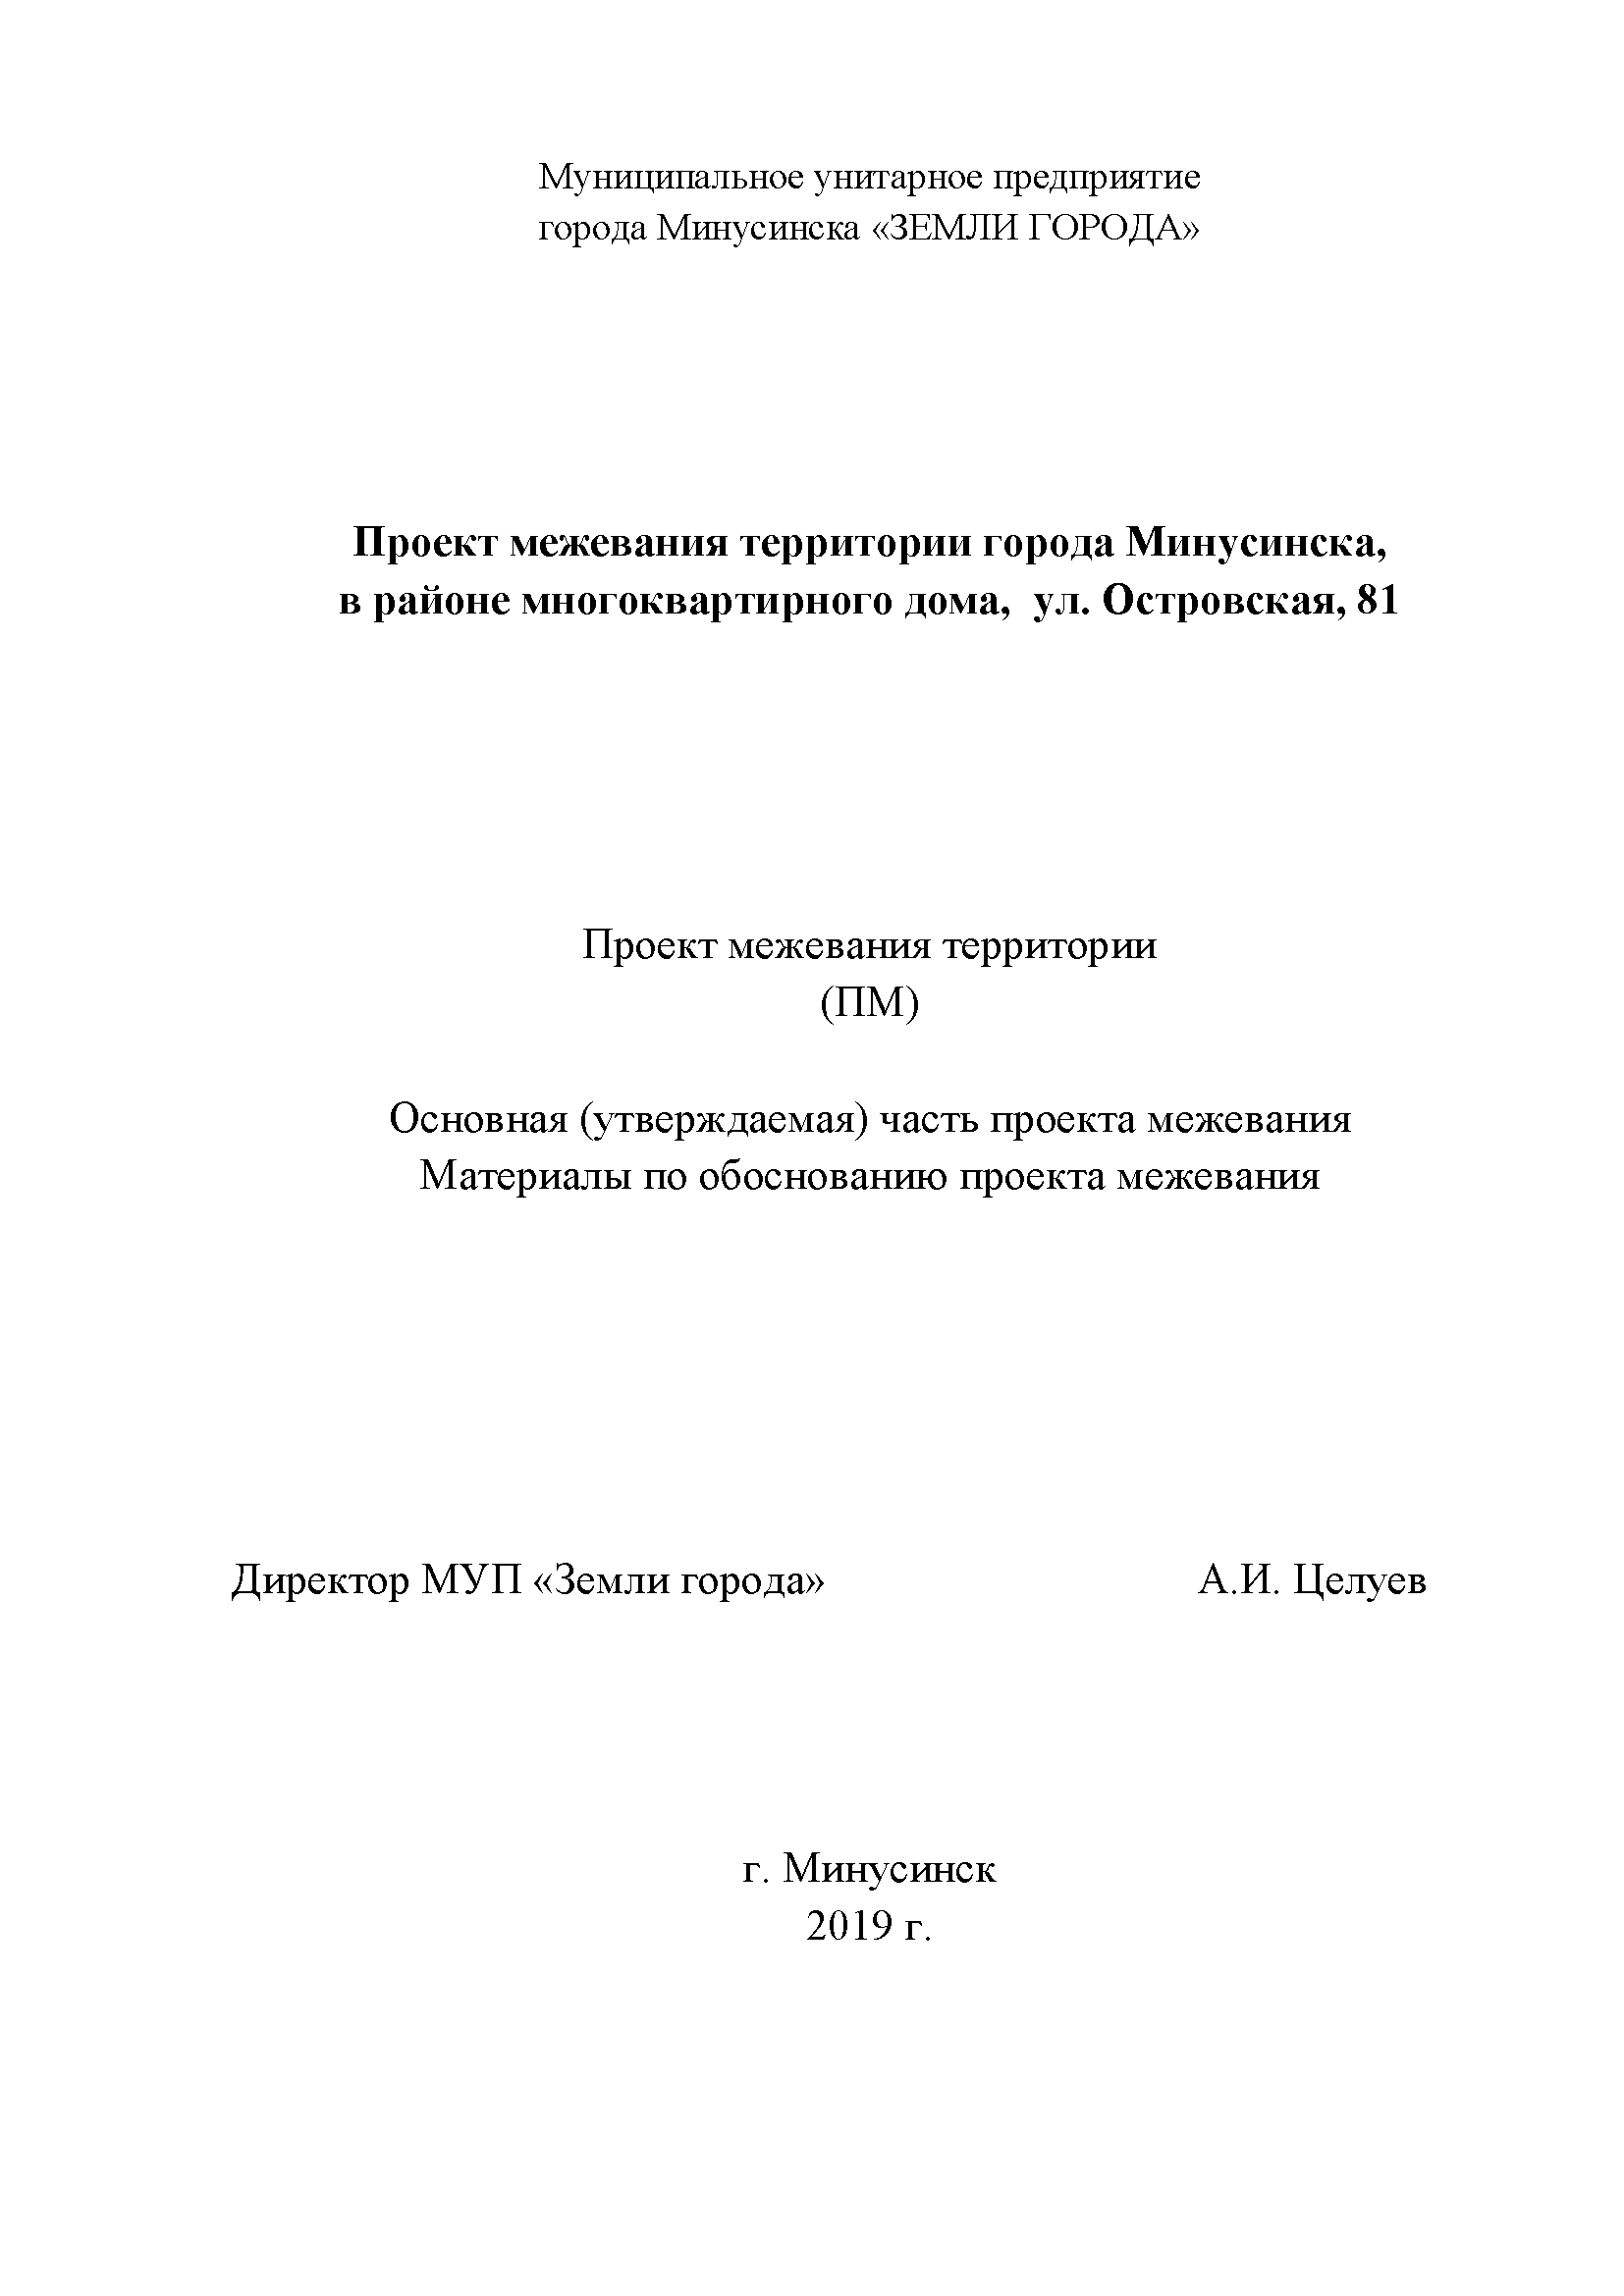 Муниципальное унитарное предприятие
города Минусинска «ЗЕМЛИ ГОРОДА»
Проект межевания территории города Минусинска,
в районе многоквартирного дома, ул. Островская, 81
Проект межевания территории
(ПМ)
Основная (утверждаемая) часть проекта межевания
Материалы по обоснованию проекта межевания
Директор МУП «Земли города» А.И. Целуев
г. Минусинск
2019 г.